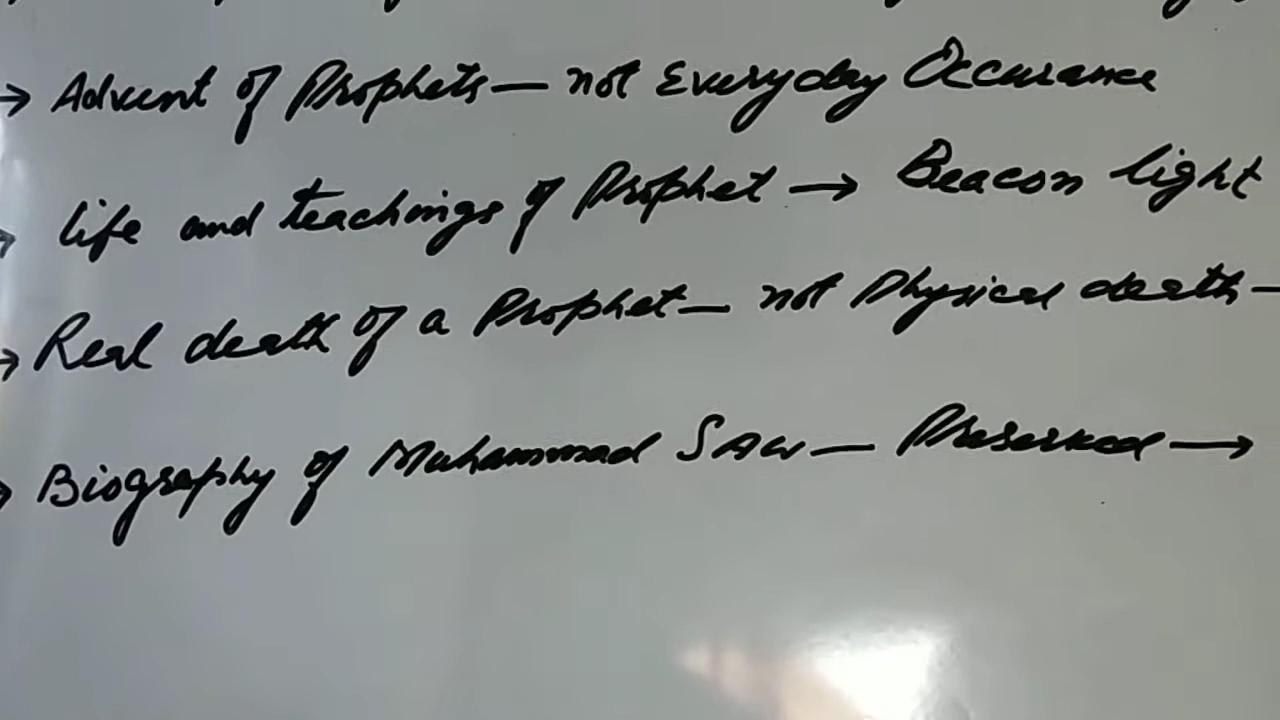 → Advent of Prophets — not Everyday Occurance
→ life and teachings of Prophet → Beacon light
→ Real death of a Prophet — not Physical death —
→ Biography of Muhammad SAW — Preserved →